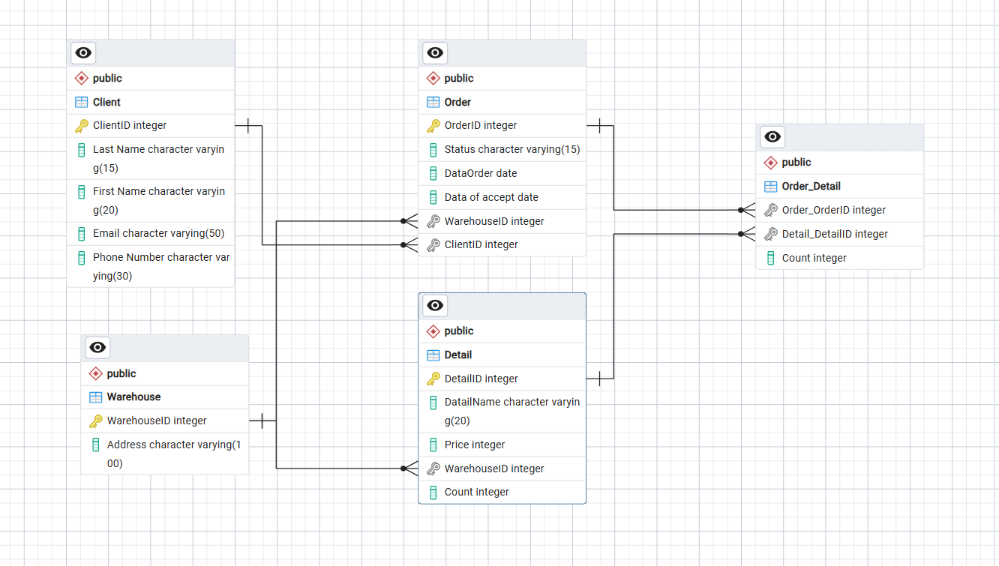 public
Client
ClientID integer
Last Name character varyin
g(15)
First Name character varyin
g(20)
Email character varying(50)
Phone Number character var
ying(30)
public
Order
OrderID integer
Status character varying(15)
DataOrder date
Data of accept date
WarehouseID integer
ClientID integer
public
Order_Detail
Order_OrderID integer
Detail_DetailID integer
Count integer
public
Warehouse
WarehouseID integer
Address character varying(1
00)
public
Detail
DetailID integer
DatailName character varyin
g(20)
Price integer
WarehouseID integer
Count integer